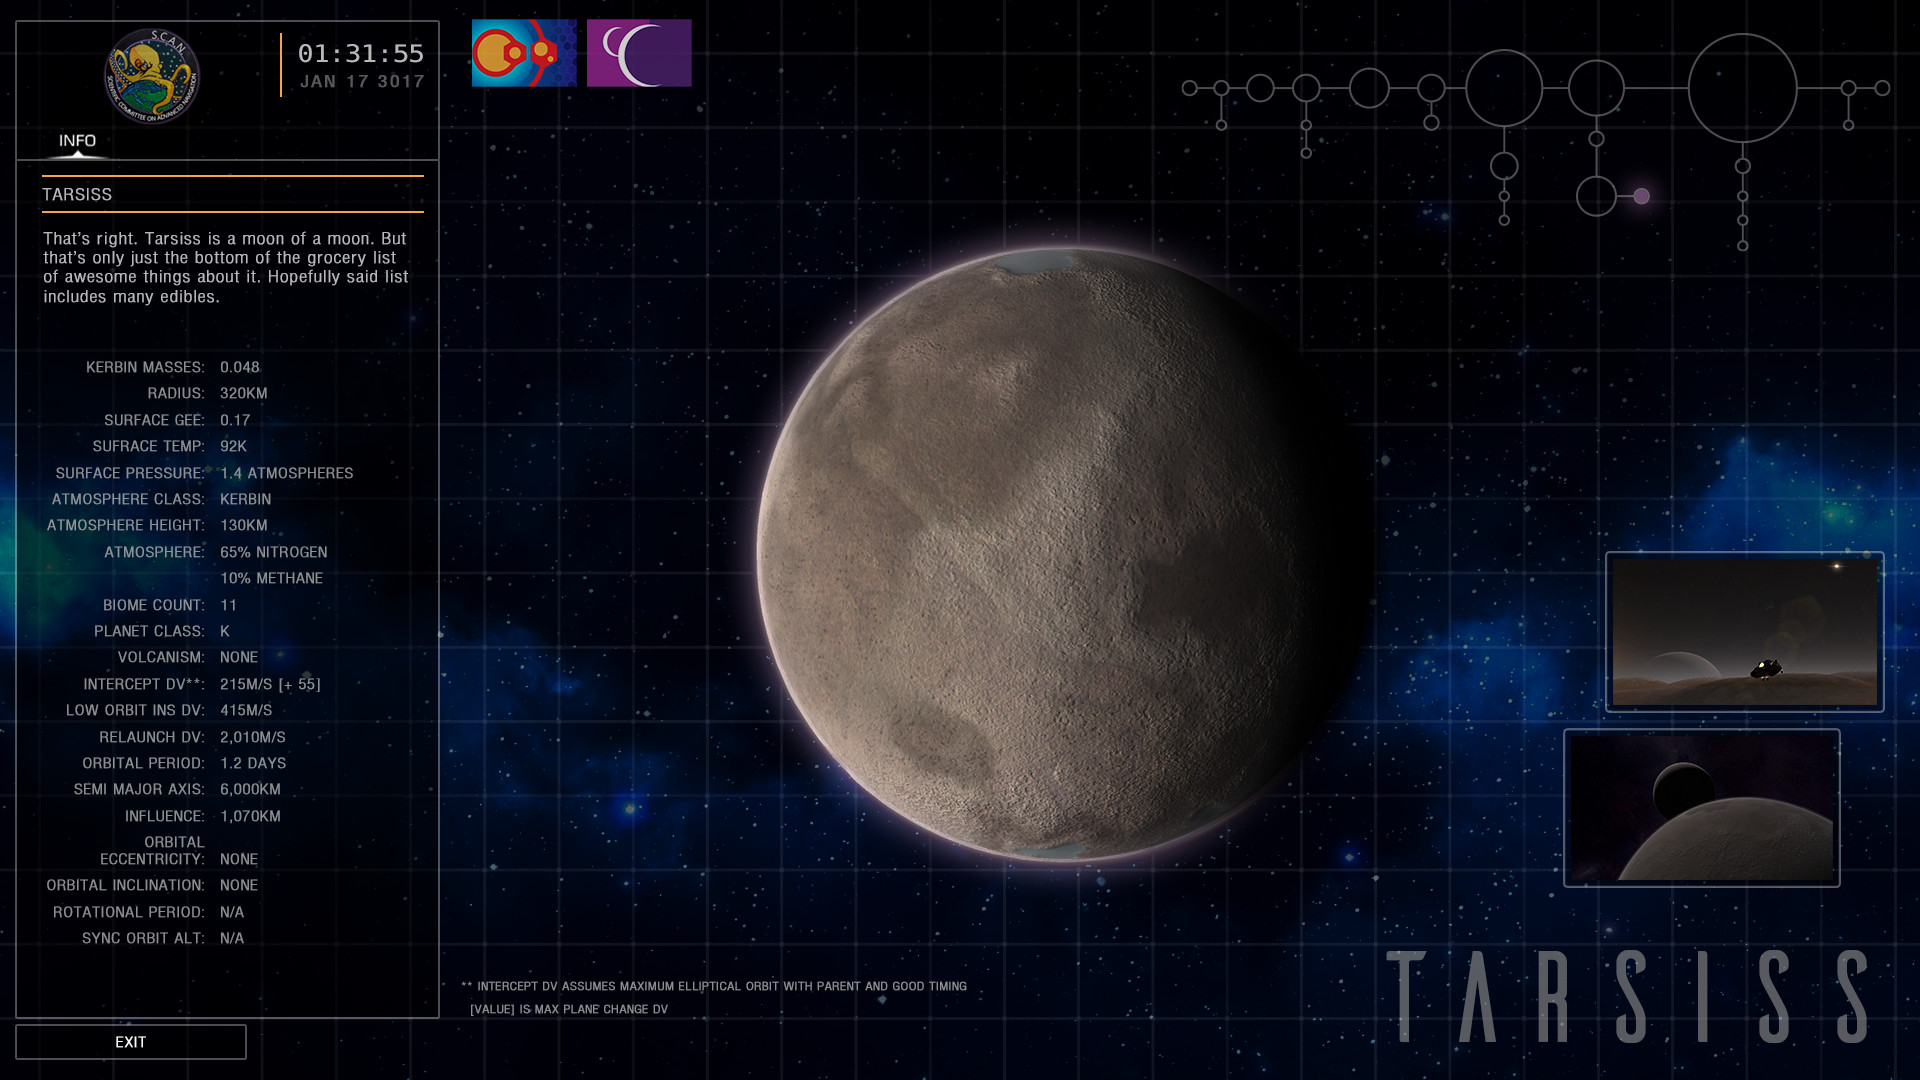 S.C.A.N.
SCIENTIFIC COMMITTEE ON ADVANCED NAVIGATION
01:31:55
JAN 17 3017
INFO
TARSISS
That's right. Tarsiss is a moon of a moon. But
that's only just the bottom of the grocery list
of awesome things about it. Hopefully said list
includes many edibles.
KERBIN MASSES: 0.048
RADIUS: 320KM
SURFACE GEE: 0.17
SUFRACE TEMP: 92K
SURFACE PRESSURE: 1.4 ATMOSPHERES
ATMOSPHERE CLASS: KERBIN
ATMOSPHERE HEIGHT: 130KM
ATMOSPHERE: 65% NITROGEN
10% METHANE
BIOME COUNT: 11
PLANET CLASS: K
VOLCANISM: NONE
INTERCEPT DV**: 215M/S [+ 55]
LOW ORBIT INS DV: 415M/S
RELAUNCH DV: 2,010M/S
ORBITAL PERIOD: 1.2 DAYS
SEMI MAJOR AXIS: 6,000KM
INFLUENCE: 1,070KM
ORBITAL
ECCENTRICITY: NONE
ORBITAL INCLINATION: NONE
ROTATIONAL PERIOD: N/A
SYNC ORBIT ALT: N/A
** INTERCEPT DV ASSUMES MAXIMUM ELLIPTICAL ORBIT WITH PARENT AND GOOD TIMING
[VALUE] IS MAX PLANE CHANGE DV
EXIT
TARSISS